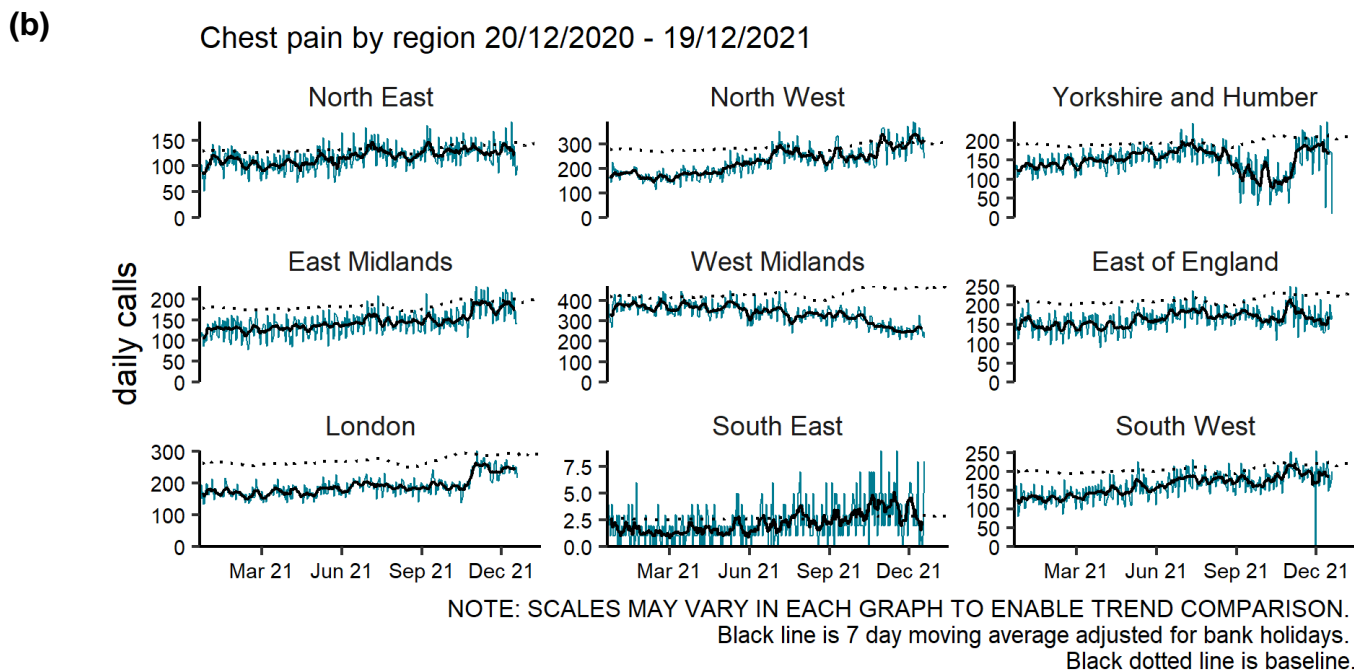 (b)
Chest pain by region 20/12/2020 - 19/12/2021
North East
North West
Yorkshire and Humber
150
100
50
0
300
200
100
0
200
150
100
50
0
East Midlands
West Midlands
East of England
daily calls
200
150
100
50
0
400
300
200
100
0
250
200
150
100
50
0
London
South East
South West
300
200
100
0
7.5
5.0
2.5
0.0
250
200
150
100
50
0
Mar 21 Jun 21 Sep 21 Dec 21
Mar 21 Jun 21 Sep 21 Dec 21
Mar 21 Jun 21 Sep 21 Dec 21
NOTE: SCALES MAY VARY IN EACH GRAPH TO ENABLE TREND COMPARISON.
Black line is 7 day moving average adjusted for bank holidays.
Black dotted line is baseline.